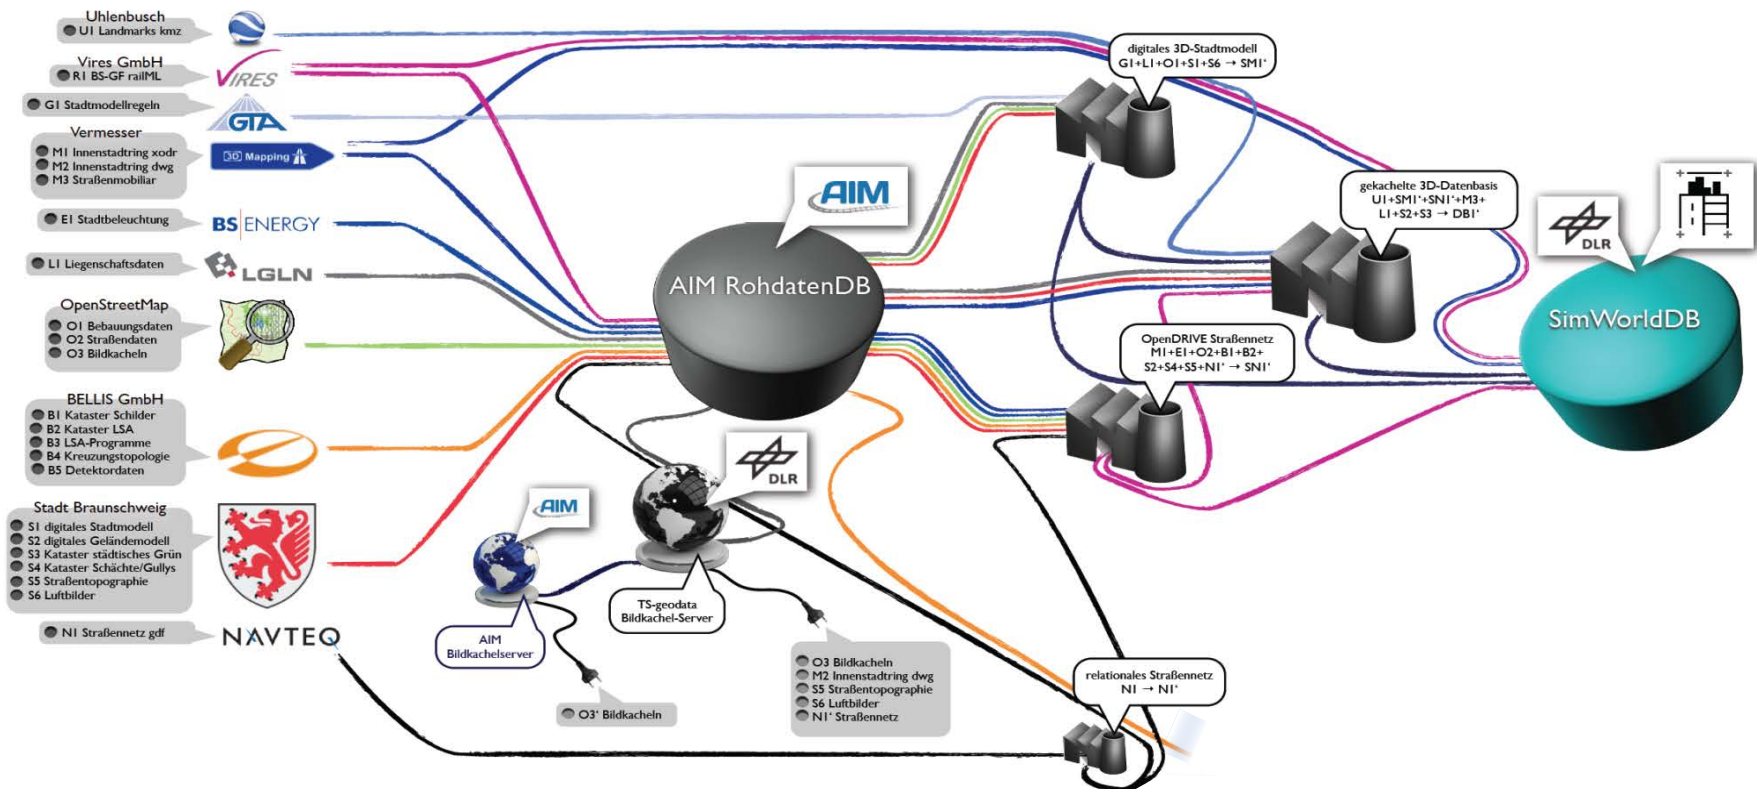 Uhlenbusch
U1 Landmarks kmz
Vires GmbH
R1 BS-GF railML
VIRES
G1 Stadtmodellregeln
GTA
Vermesser
M1 Innenstadtring xodr
M2 Innenstadtring dwg
M3 Straßenmobiliar
3D Mapping
E1 Stadtbeleuchtung
BS|ENERGY
L1 Liegenschaftsdaten
LGLN
OpenStreetMap
O1 Bebauungsdaten
O2 Straßendaten
O3 Bildkacheln
BELLIS GmbH
B1 Kataster Schilder
B2 Kataster LSA
B3 LSA-Programme
B4 Kreuzungstopologie
B5 Detektordaten
Stadt Braunschweig
S1 digitales Stadtmodell
S2 digitales Geländemodell
S3 Kataster städtisches Grün
S4 Kataster Schächte/Gullys
S5 Straßentopographie
S6 Luftbilder
N1 Straßennetz gdf
NAVTEQ
AIM
AIM RohdatenDB
DLR
AIM
TS-geodata
Bildkachel-Server
AIM
Bildkachelserver
O3' Bildkacheln
O3 Bildkacheln
M2 Innenstadtring dwg
S5 Straßentopographie
S6 Luftbilder
N1' Straßennetz
digitales 3D-Stadtmodell
G1+L1+O1+S1+S6 → SM1'
gekachelte 3D-Datenbasis
U1+SM1'+SN1'+M3+
L1+S2+S3 → DB1'
OpenDRIVE Straßennetz
M1+E1+O2+B1+B2+
S2+S4+S5+N1' → SN1'
relationales Straßennetz
N1 → N1'
DLR
SimWorldDB